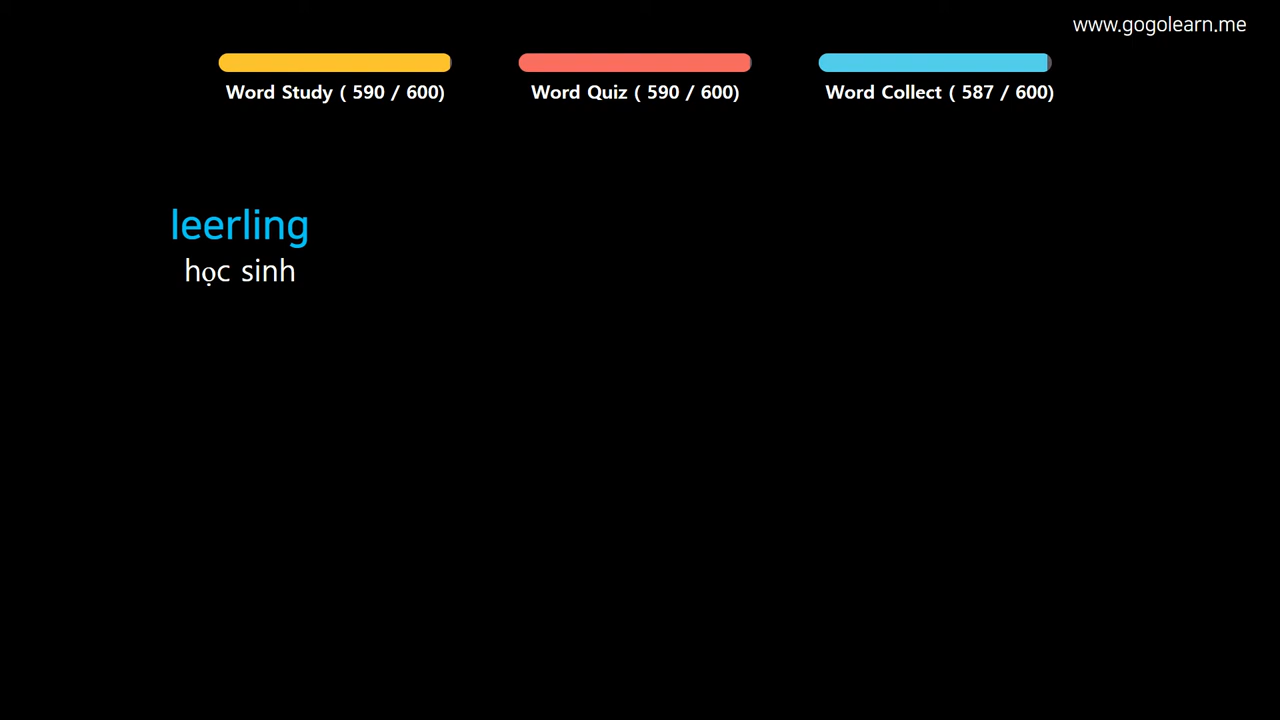 www.gogolearn.me
Word Study ( 590 / 600)
Word Quiz ( 590 / 600)
Word Collect ( 587 / 600)
leerling
học sinh